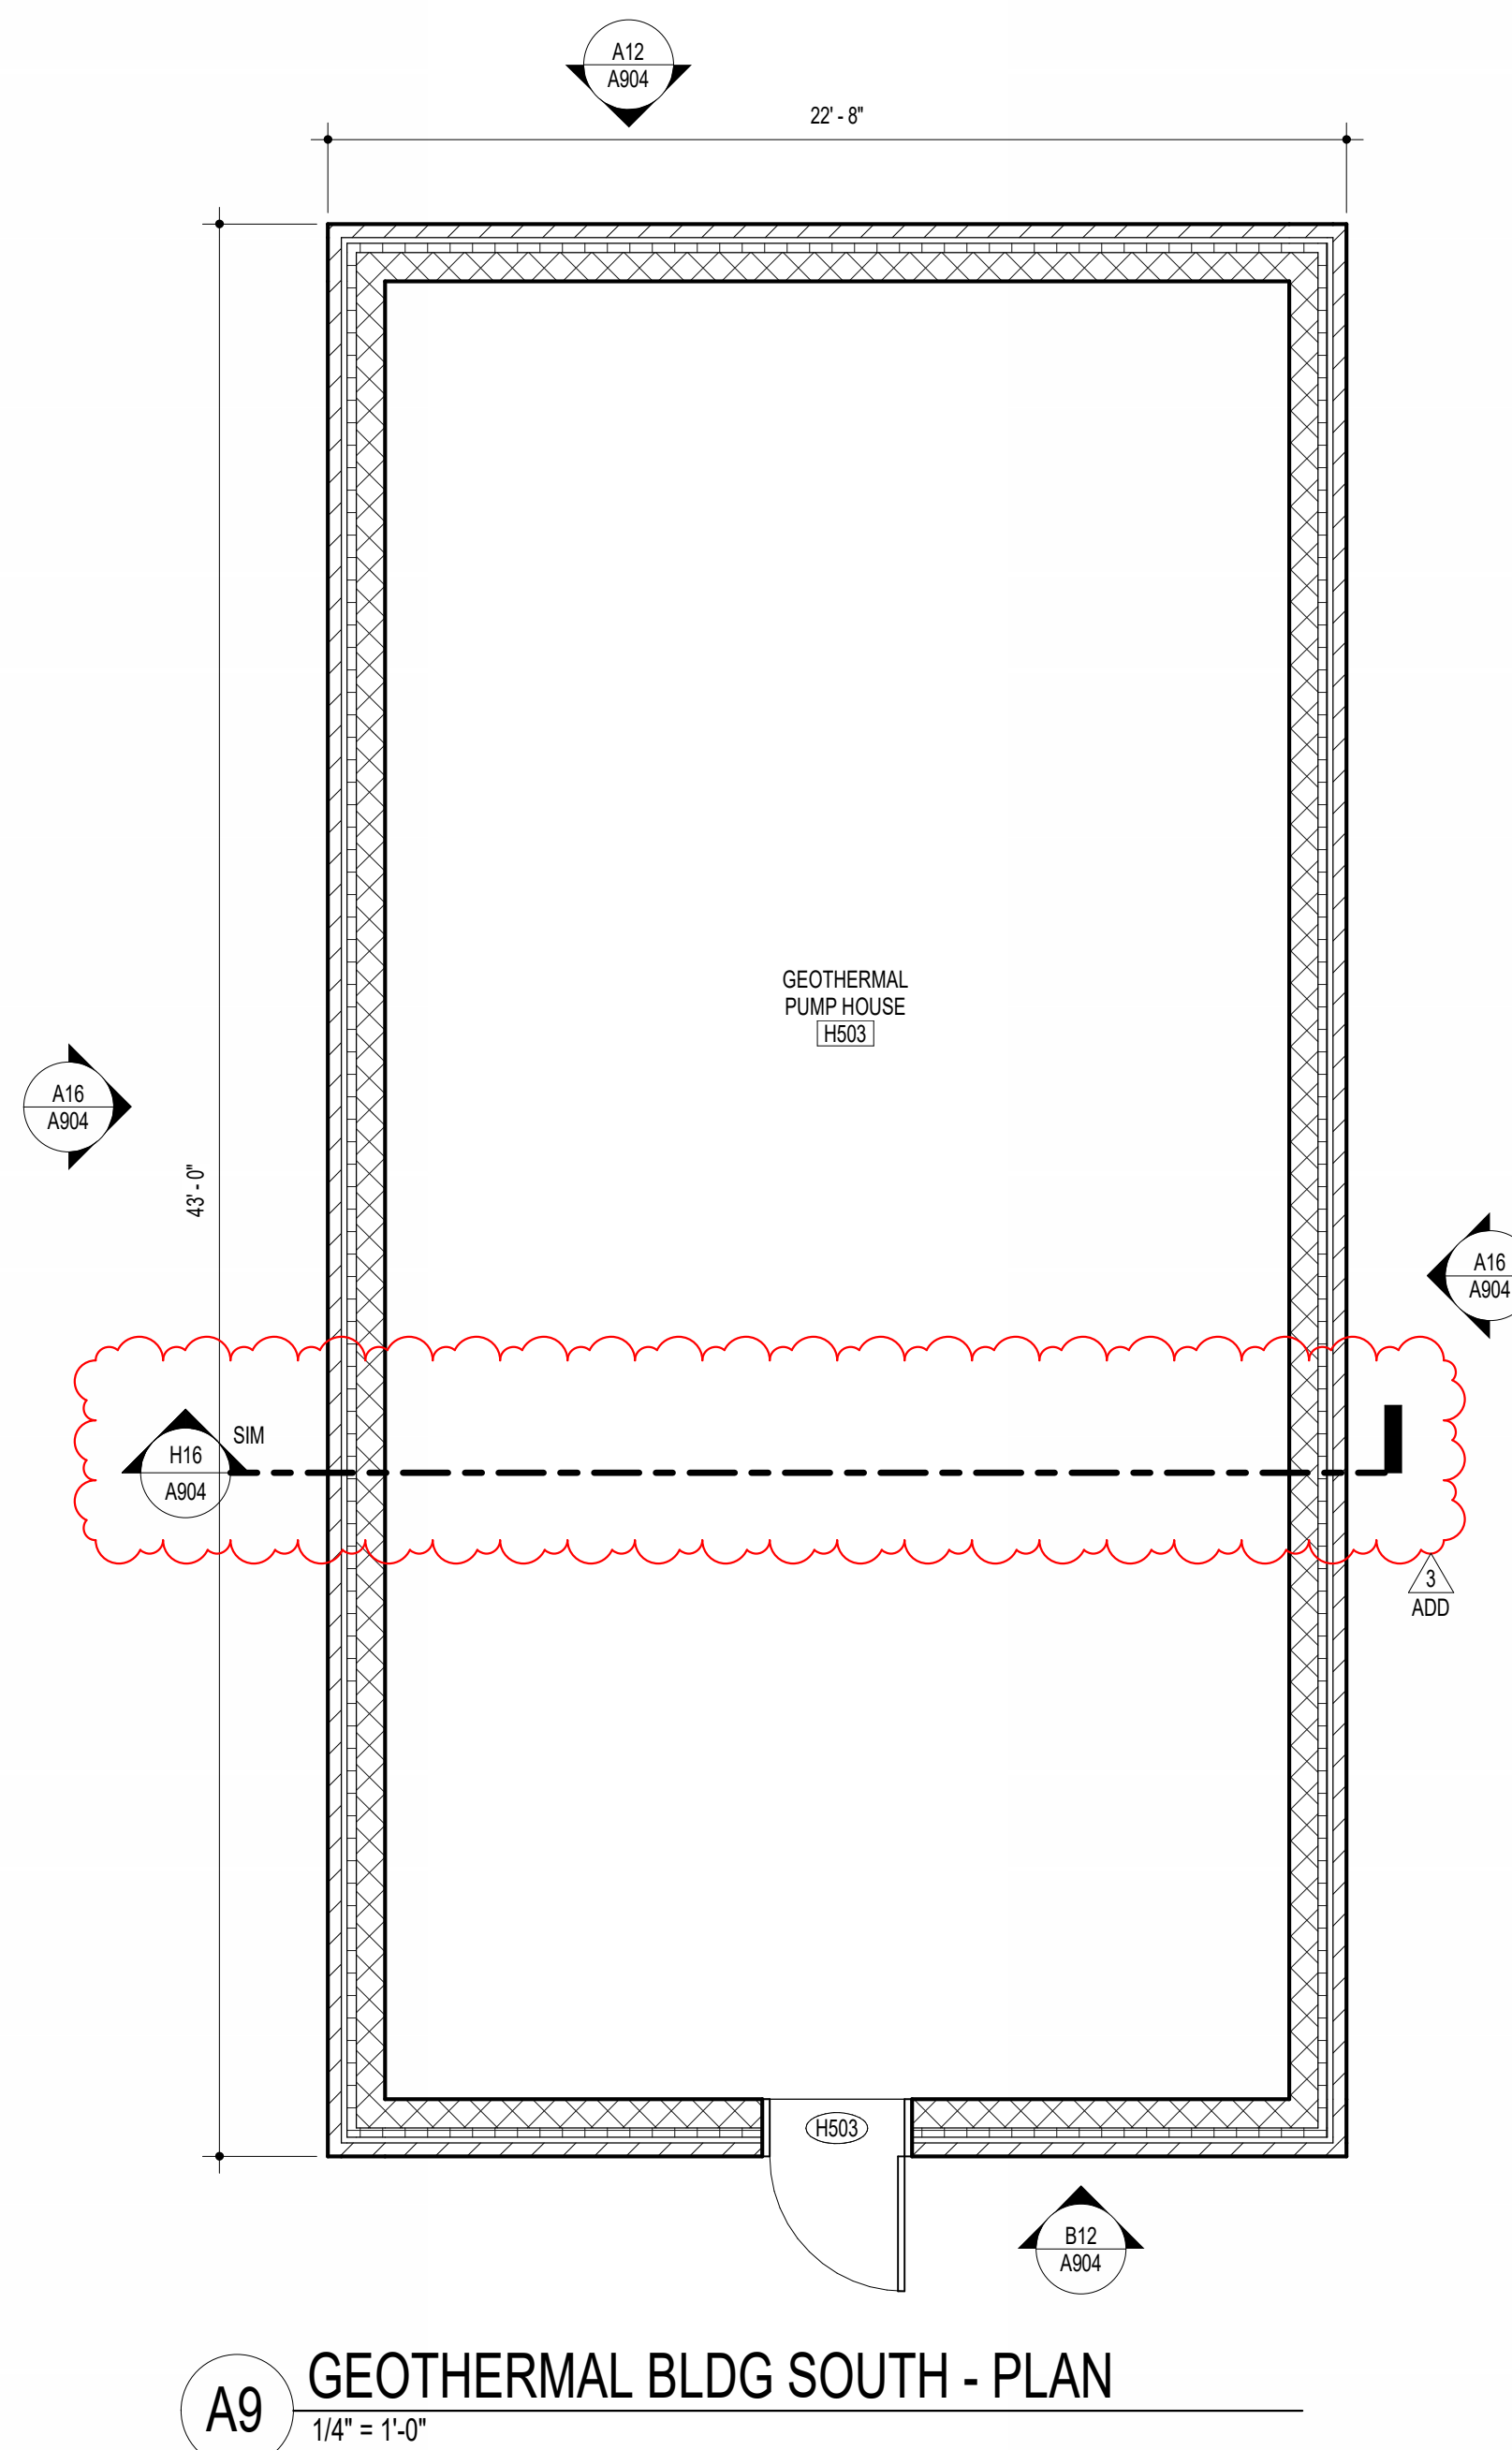 A12
A904
22' - 8"
GEOTHERMAL
PUMP HOUSE
H503
A16
A904
43' - 0"
A16
A904
SIM
H16
A904
3
ADD
H503
B12
A904
A9
GEOTHERMAL BLDG SOUTH - PLAN
1/4" = 1'-0"